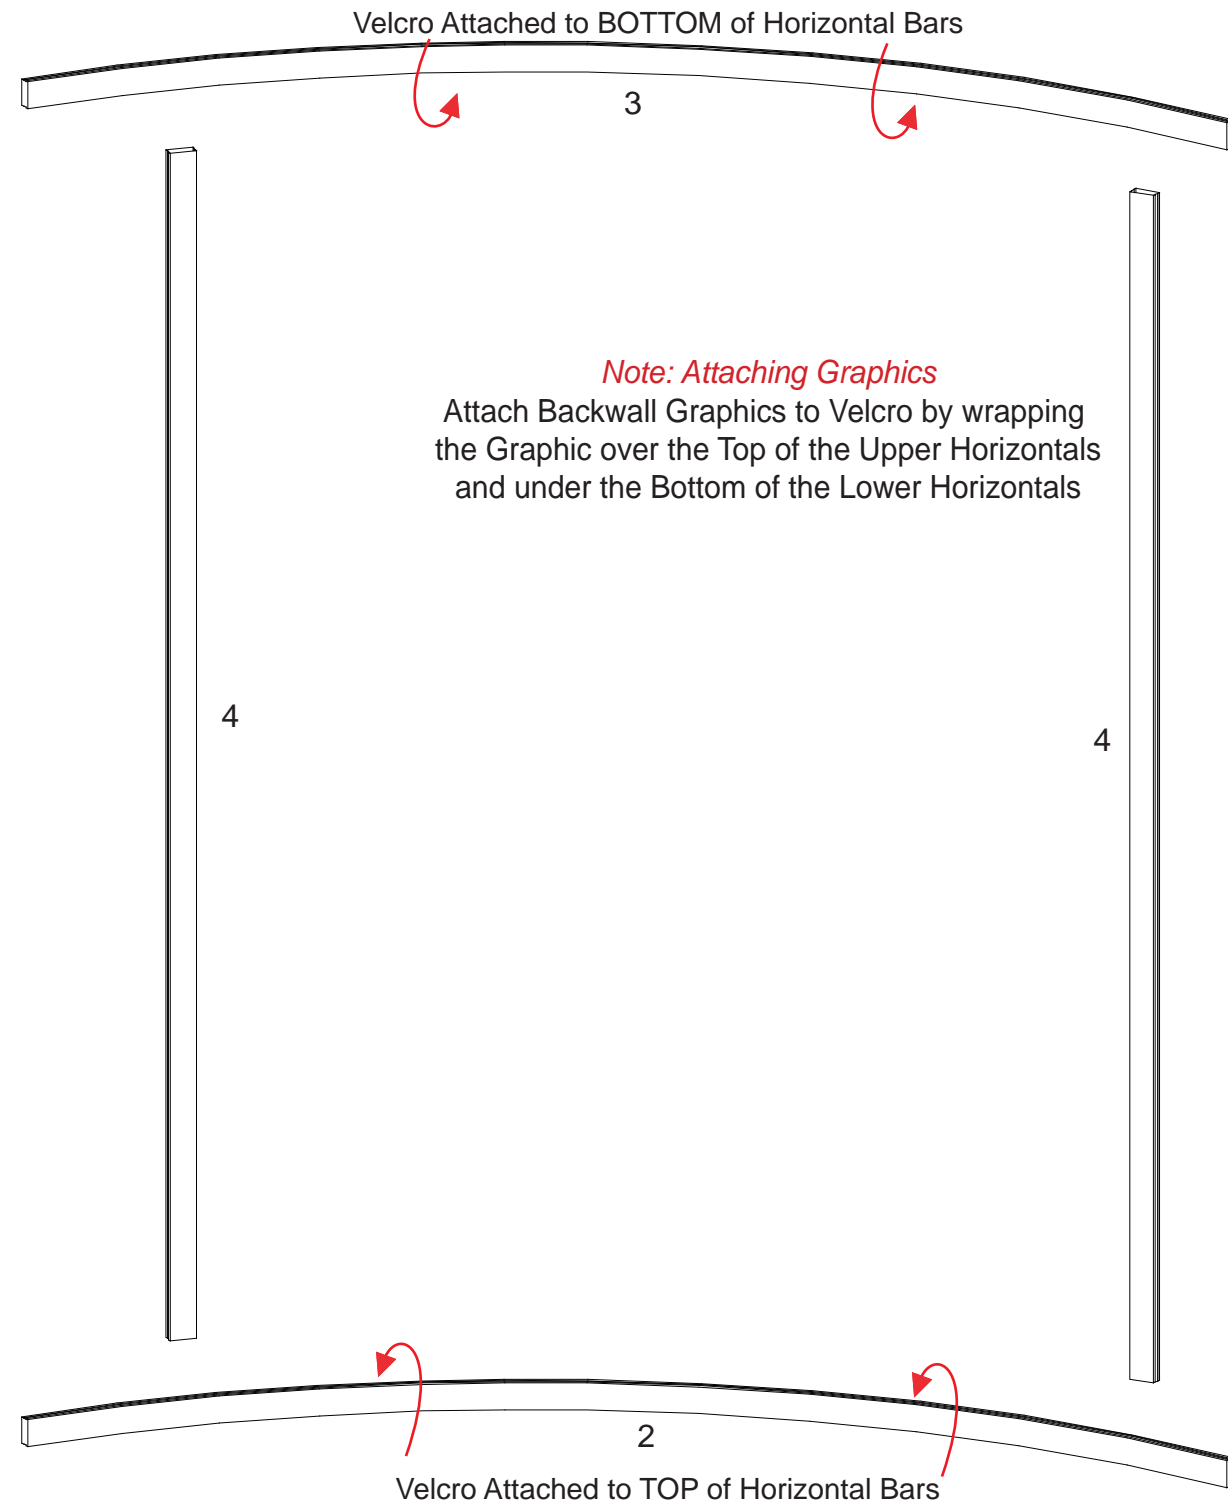 Velcro Attached to BOTTOM of Horizontal Bars
3
Note: Attaching Graphics
Attach Backwall Graphics to Velcro by wrapping
the Graphic over the Top of the Upper Horizontals
and under the Bottom of the Lower Horizontals
4
4
2
Velcro Attached to TOP of Horizontal Bars